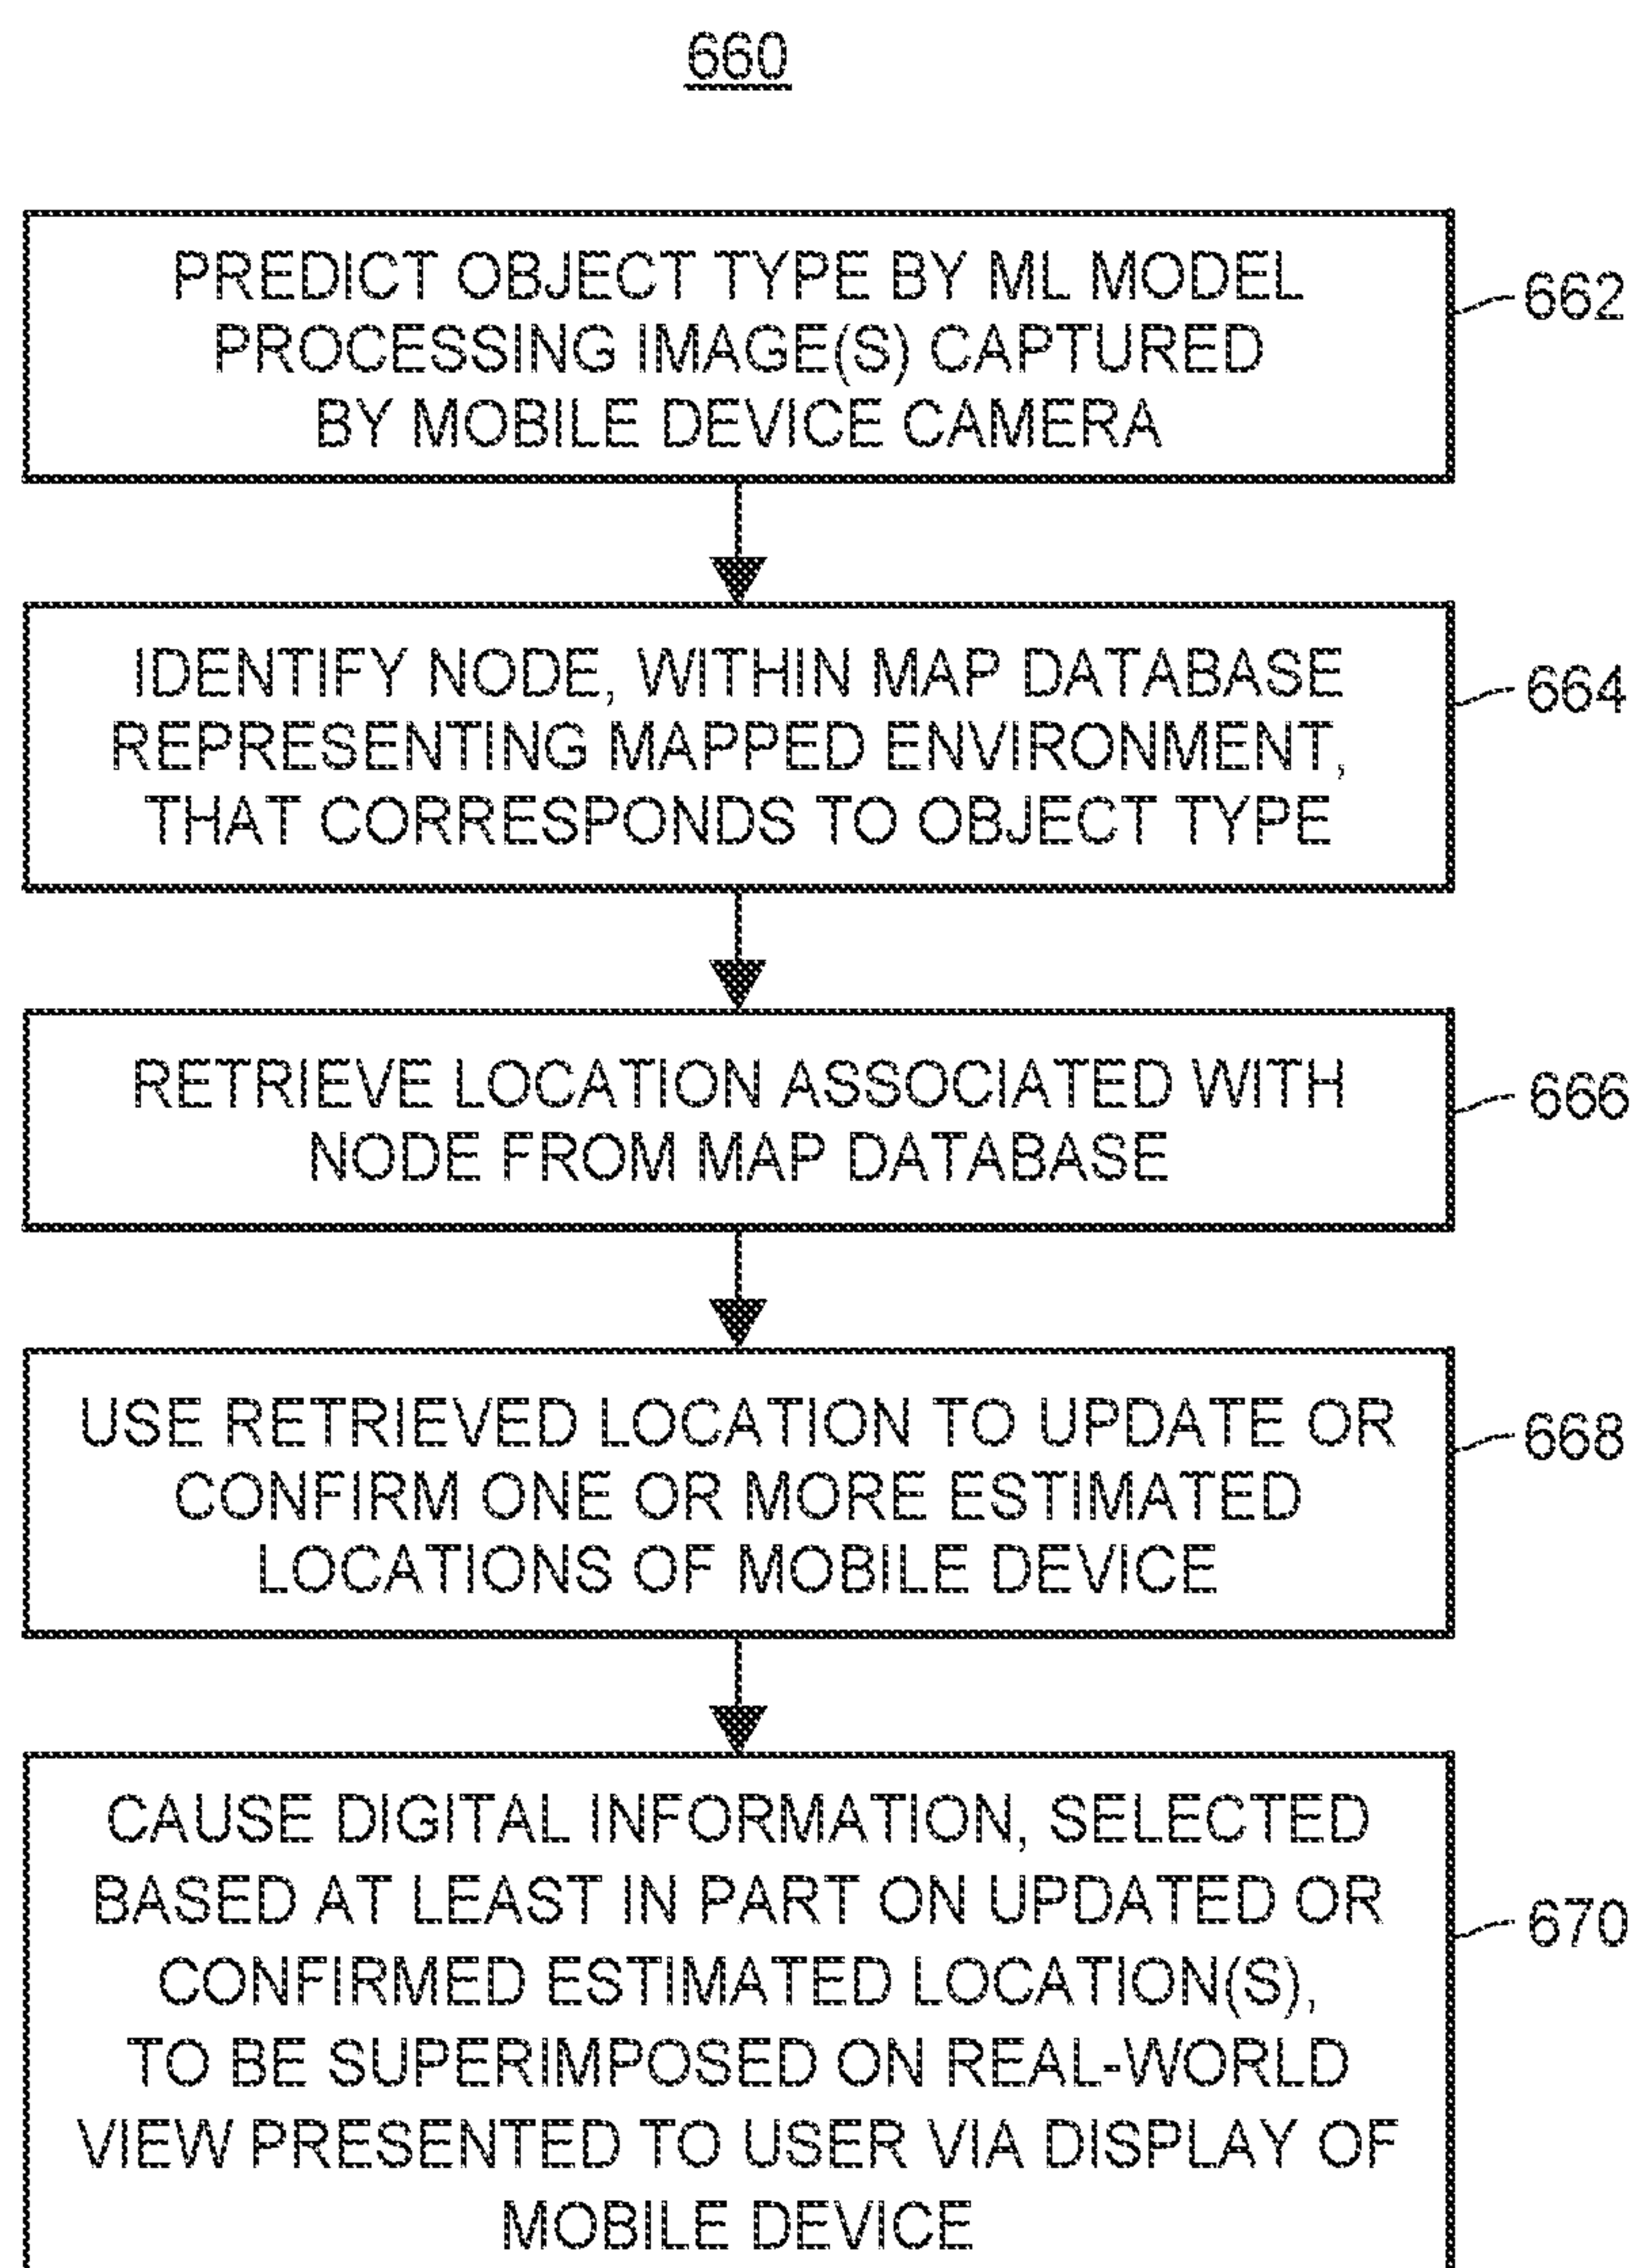 660
PREDICT OBJECT TYPE BY ML MODEL
PROCESSING IMAGE(S) CAPTURED
BY MOBILE DEVICE CAMERA
662
IDENTIFY NODE, WITHIN MAP DATABASE
REPRESENTING MAPPED ENVIRONMENT,
THAT CORRESPONDS TO OBJECT TYPE
664
RETRIEVE LOCATION ASSOCIATED WITH
NODE FROM MAP DATABASE
666
USE RETRIEVED LOCATION TO UPDATE OR
CONFIRM ONE OR MORE ESTIMATED
LOCATIONS OF MOBILE DEVICE
668
CAUSE DIGITAL INFORMATION, SELECTED
BASED AT LEAST IN PART ON UPDATED OR
CONFIRMED ESTIMATED LOCATION(S),
TO BE SUPERIMPOSED ON REAL-WORLD
VIEW PRESENTED TO USER VIA DISPLAY OF
MOBILE DEVICE
670